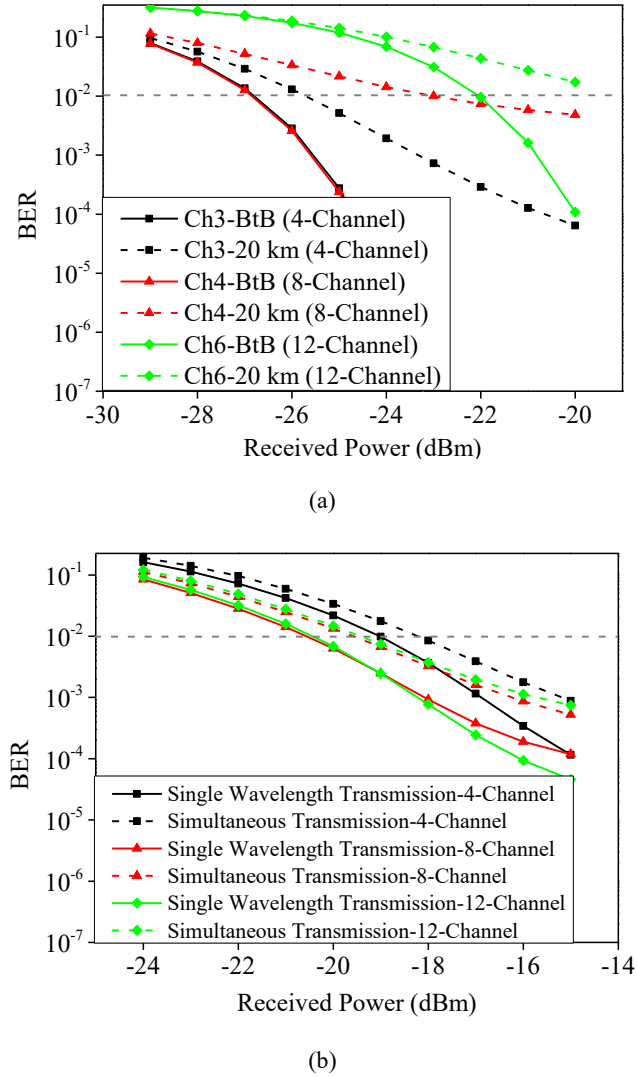 10^-1
10^-2
10^-3
10^-4
10^-5
10^-6
10^-7
BER
Ch3-BtB (4-Channel)
Ch3-20 km (4-Channel)
Ch4-BtB (8-Channel)
Ch4-20 km (8-Channel)
Ch6-BtB (12-Channel)
Ch6-20 km (12-Channel)
-30 -28 -26 -24 -22 -20
Received Power (dBm)
(a)
10^-1
10^-2
10^-3
10^-4
10^-5
10^-6
10^-7
BER
Single Wavelength Transmission-4-Channel
Simultaneous Transmission-4-Channel
Single Wavelength Transmission-8-Channel
Simultaneous Transmission-8-Channel
Single Wavelength Transmission-12-Channel
Simultaneous Transmission-12-Channel
-24 -22 -20 -18 -16 -14
Received Power (dBm)
(b)